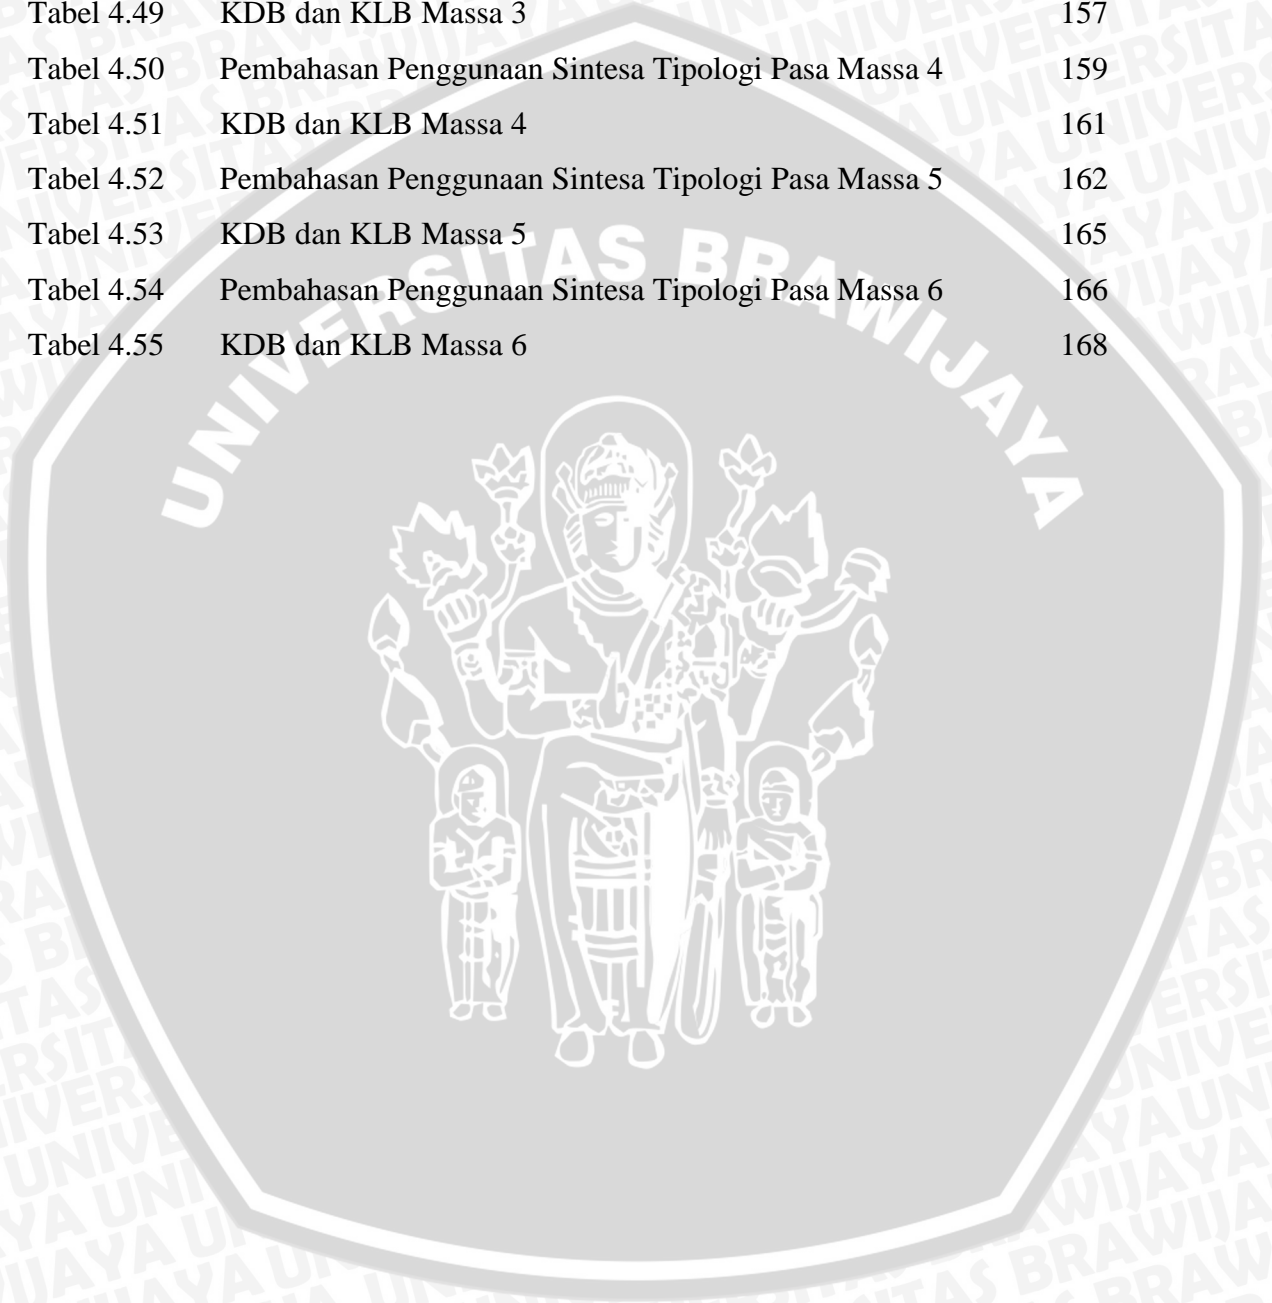 Tabel 4.49 KDB dan KLB Massa 3 157
Tabel 4.50 Pembahasan Penggunaan Sintesa Tipologi Pasa Massa 4 159
Tabel 4.51 KDB dan KLB Massa 4 161
Tabel 4.52 Pembahasan Penggunaan Sintesa Tipologi Pasa Massa 5 162
Tabel 4.53 KDB dan KLB Massa 5 165
Tabel 4.54 Pembahasan Penggunaan Sintesa Tipologi Pasa Massa 6 166
Tabel 4.55 KDB dan KLB Massa 6 168
UNIVERSITAS BRAWIJAYA